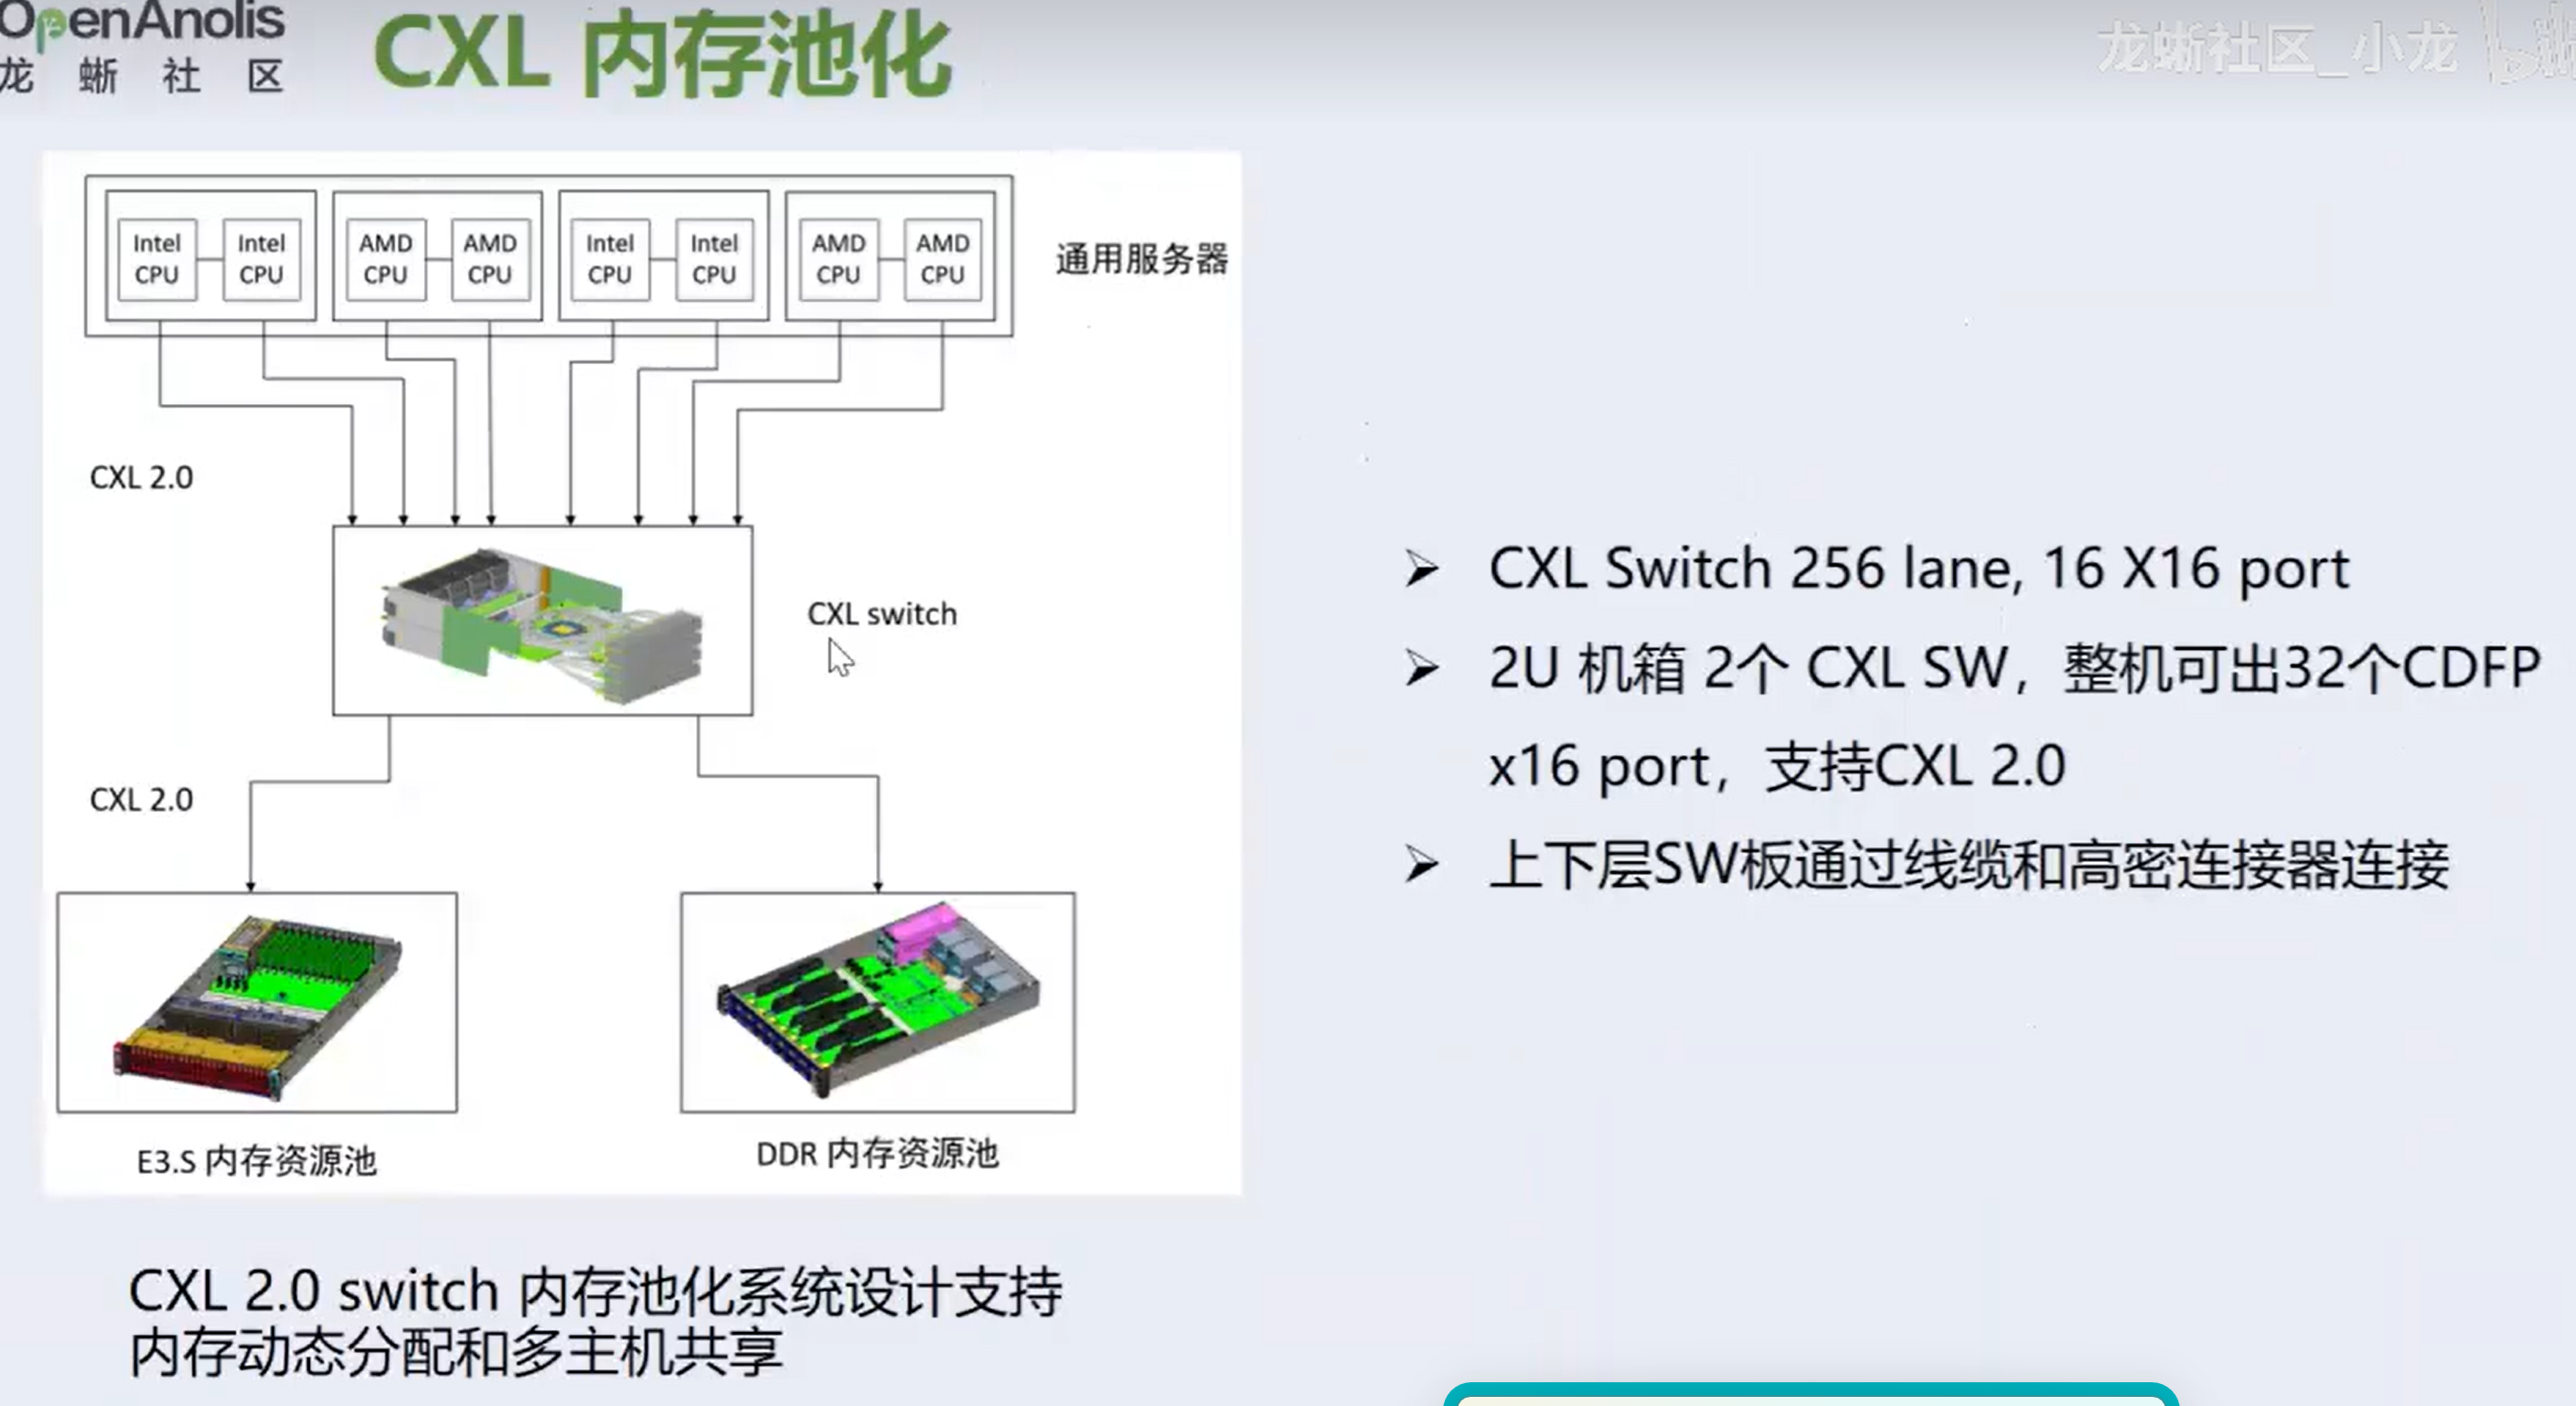 OpenAnolis
龙蜥社区
CXL 内存池化
龙蜥社区_小龙
Intel CPU
Intel CPU
AMD CPU
AMD CPU
Intel CPU
Intel CPU
AMD CPU
AMD CPU
通用服务器
CXL 2.0
CXL switch
CXL 2.0
E3.S 内存资源池
DDR 内存资源池
CXL 2.0 switch 内存池化系统设计支持
内存动态分配和多主机共享
➢ CXL Switch 256 lane, 16 X16 port
➢ 2U 机箱 2个 CXL SW，整机可出32个CDFP
x16 port，支持CXL 2.0
➢ 上下层SW板通过线缆和高密连接器连接